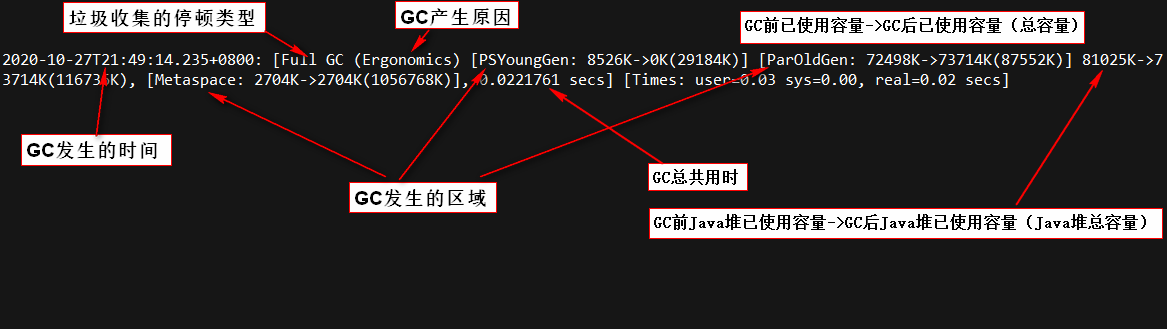 垃圾收集的停顿类型
GC产生原因
GC前已使用容量->GC后已使用容量（总容量）
2020-10-27T21:49:14.235+0800: [Full GC (Ergonomics) [PSYoungGen: 8526K->0K(29184K)] [ParOldGen: 72498K->73714K(87552K)] 81025K->7
3714K(116736K), [Metaspace: 2704K->2704K(1056768K)], 0.0221761 secs] [Times: user=0.03 sys=0.00, real=0.02 secs]
GC发生的时间
GC总共用时
GC发生的区域
GC前Java堆已使用容量->GC后Java堆已使用容量（Java堆总容量）